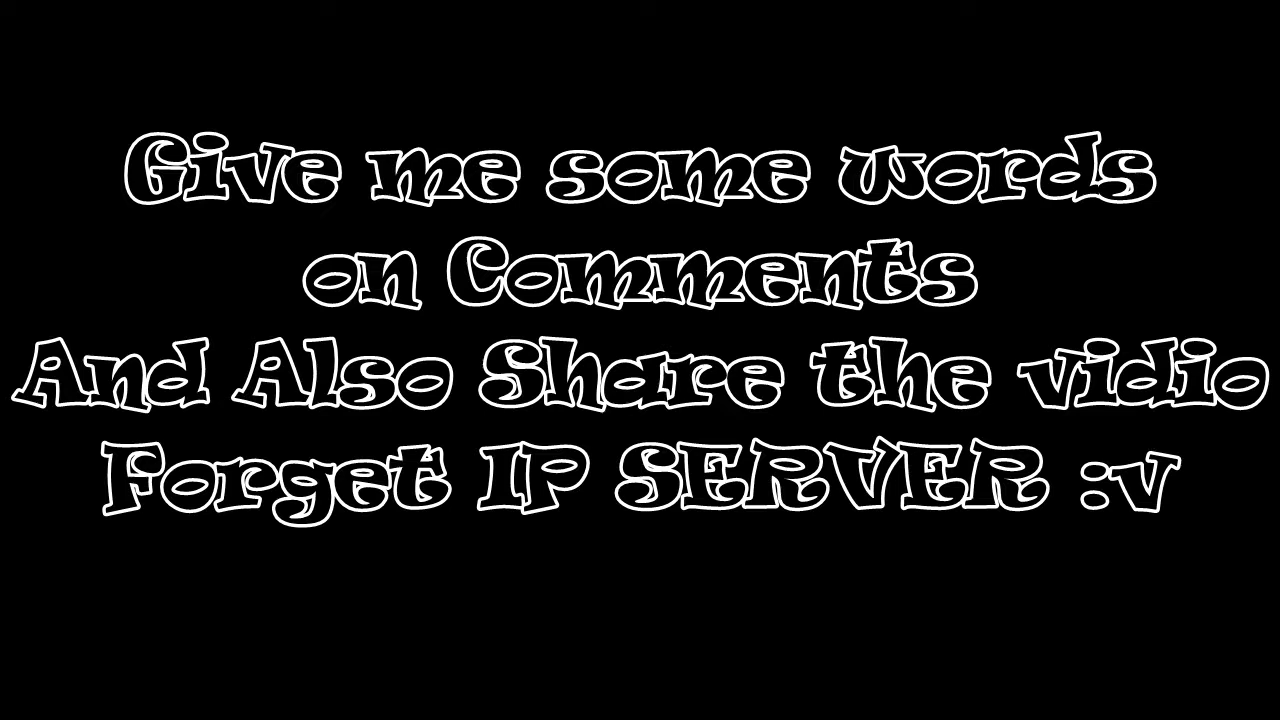 Give me some words
on Comments
And Also Share the vidio
Forget IP SERVER :v